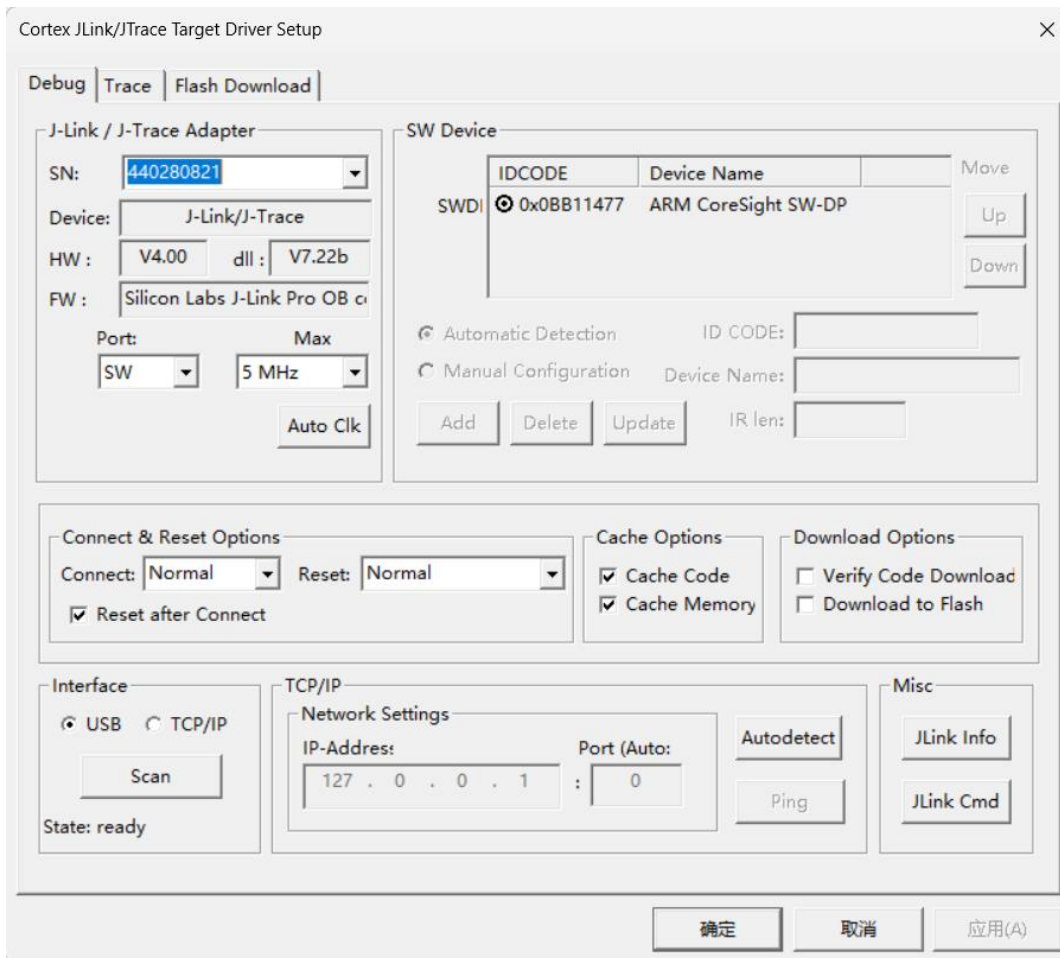 Cortex JLink/JTrace Target Driver Setup
Debug
Trace
Flash Download
J-Link / J-Trace Adapter
SN: 440280821
Device: J-Link/J-Trace
HW : V4.00 dll : V7.22b
FW : Silicon Labs J-Link Pro OB c
Port: Max
SW 5 MHz
Auto Clk
SW Device
IDCODE Device Name
SWDI 0x0BB11477 ARM CoreSight SW-DP
Move
Up
Down
Automatic Detection ID CODE:
Manual Configuration Device Name:
Add Delete Update IR len:
Connect & Reset Options
Connect: Normal Reset: Normal
Reset after Connect
Cache Options
Cache Code
Cache Memory
Download Options
Verify Code Download
Download to Flash
Interface
USB TCP/IP
Scan
State: ready
TCP/IP
Network Settings
IP-Address Port (Auto:
127 . 0 . 0 . 1 : 0
Autodetect
Ping
Misc
JLink Info
JLink Cmd
确定 取消 应用(A)